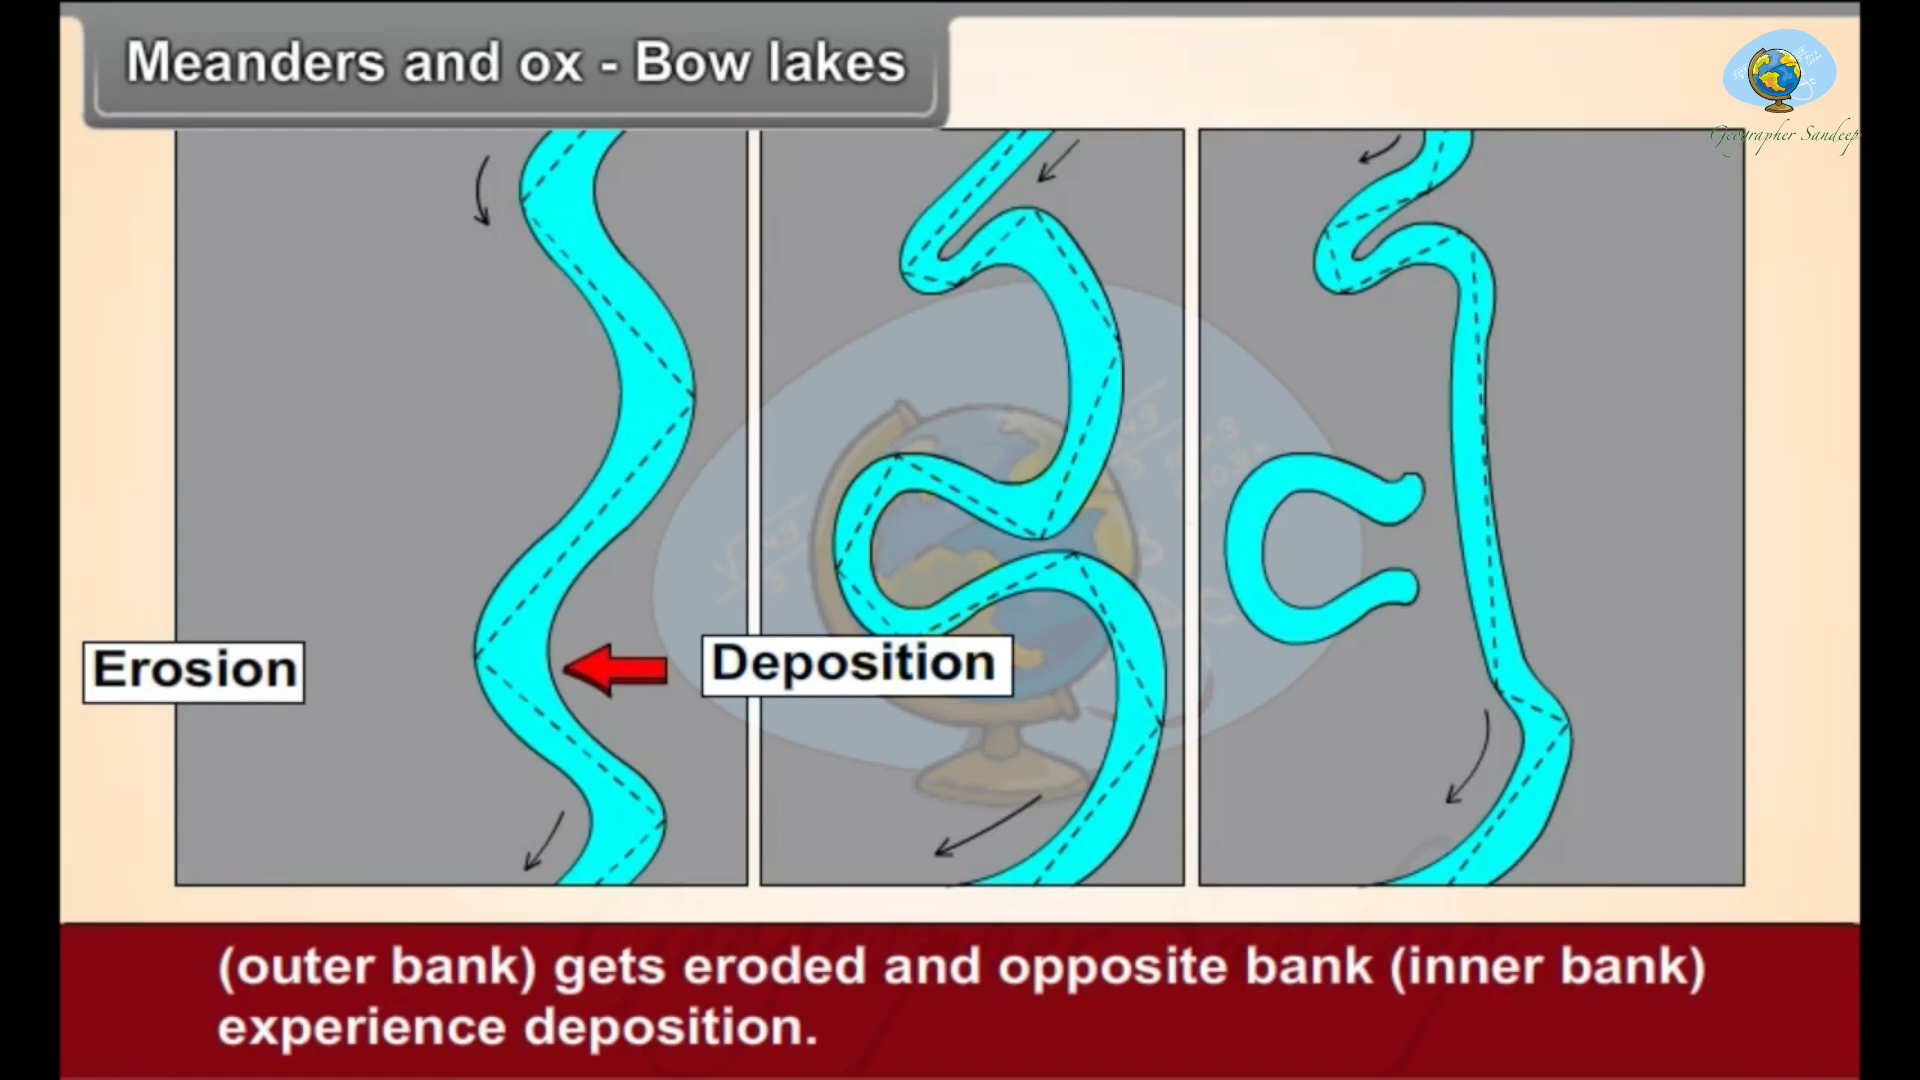 Meanders and ox - Bow lakes
Geographer Sandeep
Erosion
Deposition
(outer bank) gets eroded and opposite bank (inner bank)
experience deposition.